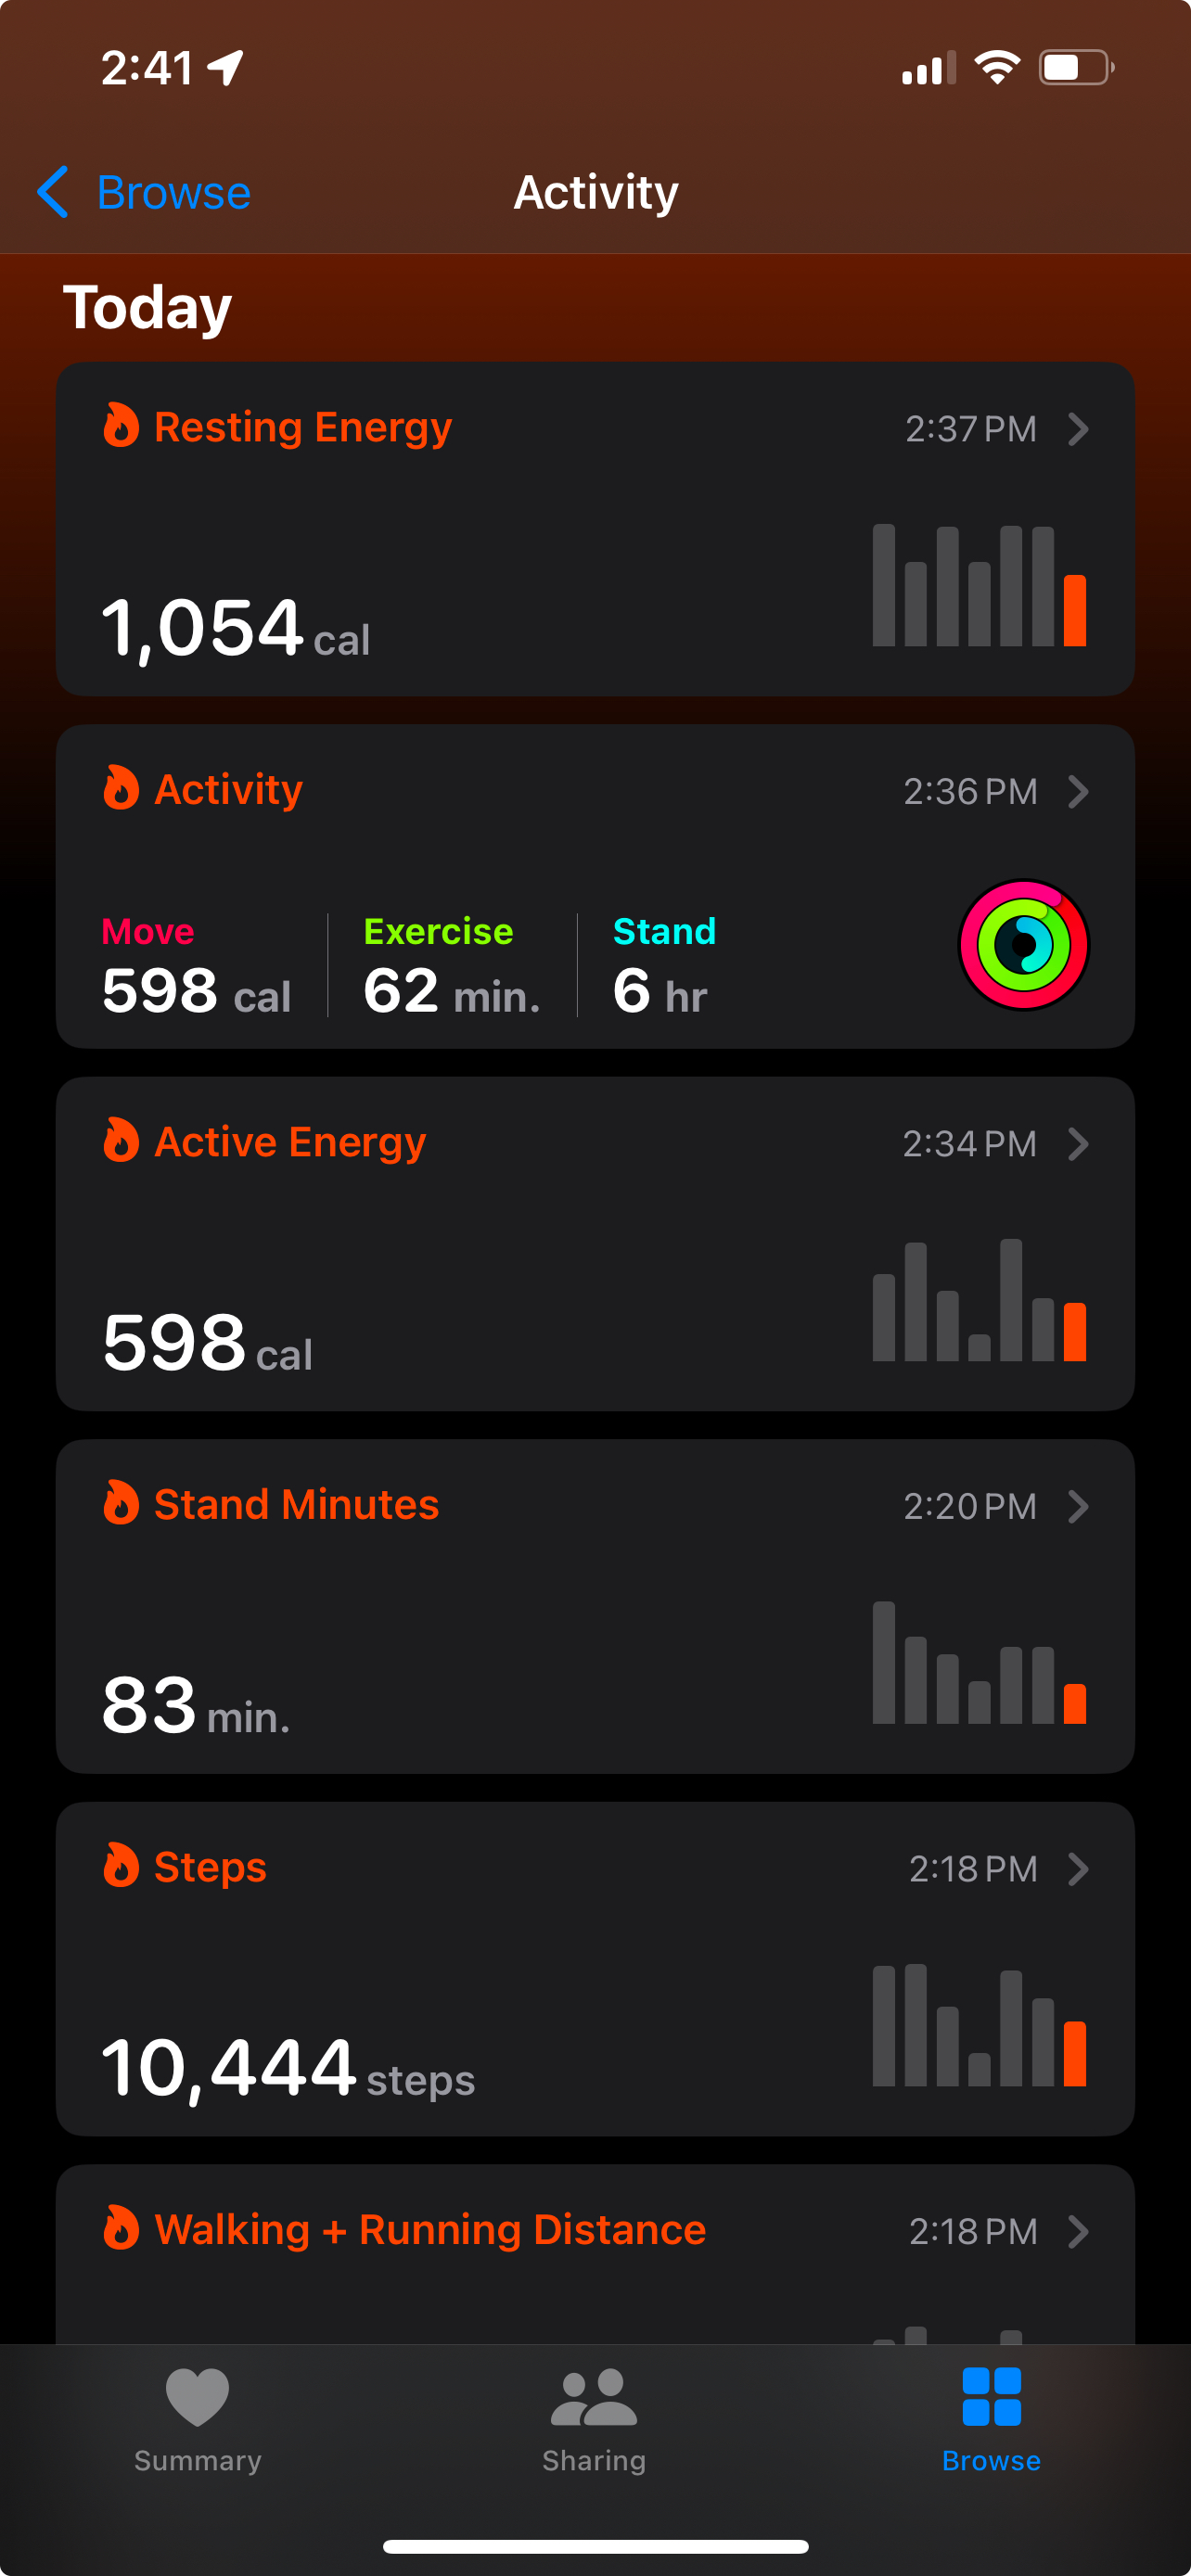 2:41
Browse
Activity
Today
Resting Energy 2:37 PM
1,054 cal
Activity 2:36 PM
Move Exercise Stand
598 cal 62 min. 6 hr
Active Energy 2:34 PM
598 cal
Stand Minutes 2:20 PM
83 min.
Steps 2:18 PM
10,444 steps
Walking + Running Distance 2:18 PM
Summary Sharing Browse